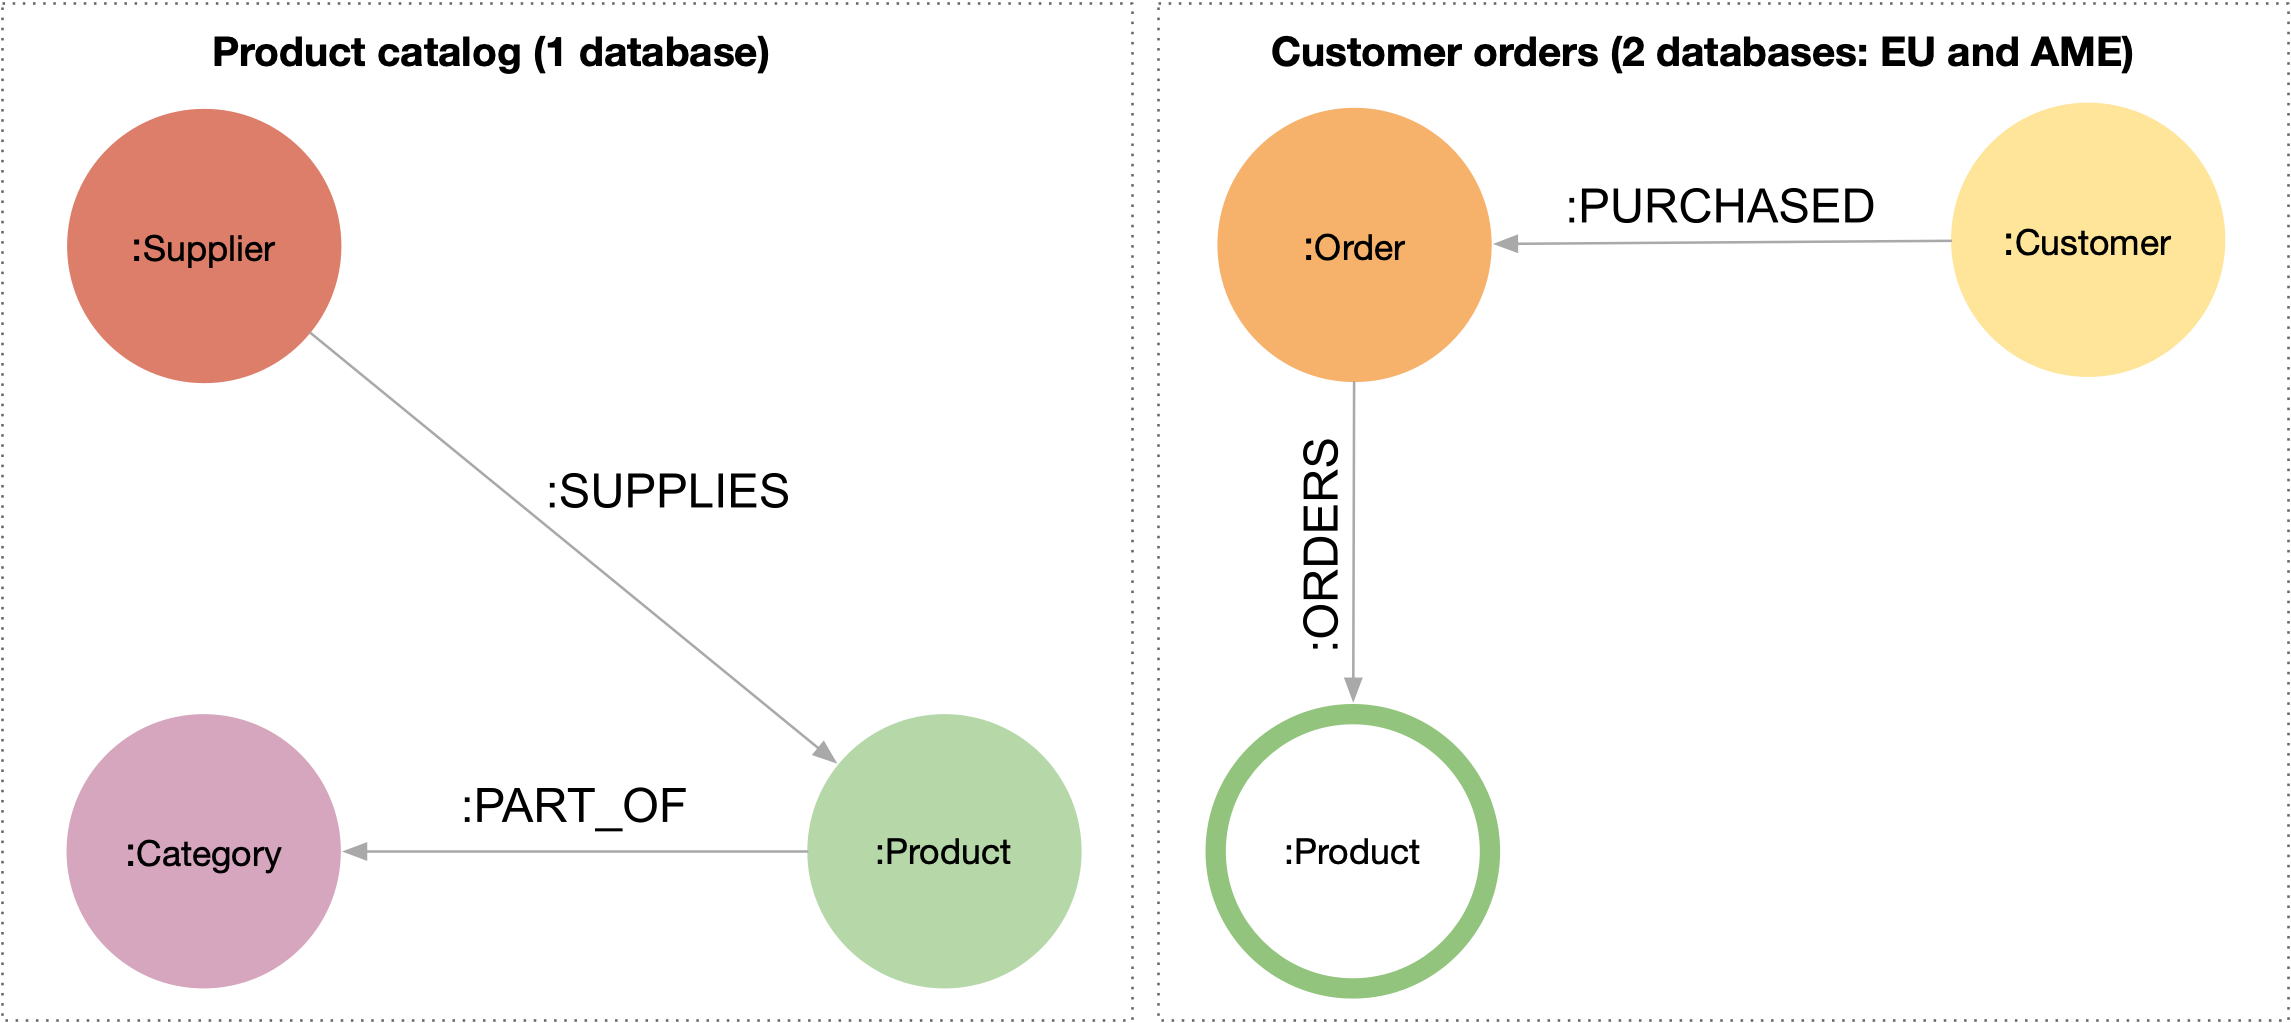 Product catalog (1 database)
:Supplier
:SUPPLIES
:PART_OF
:Category
:Product
Customer orders (2 databases: EU and AME)
:Order
:PURCHASED
:Customer
:ORDERS
:Product